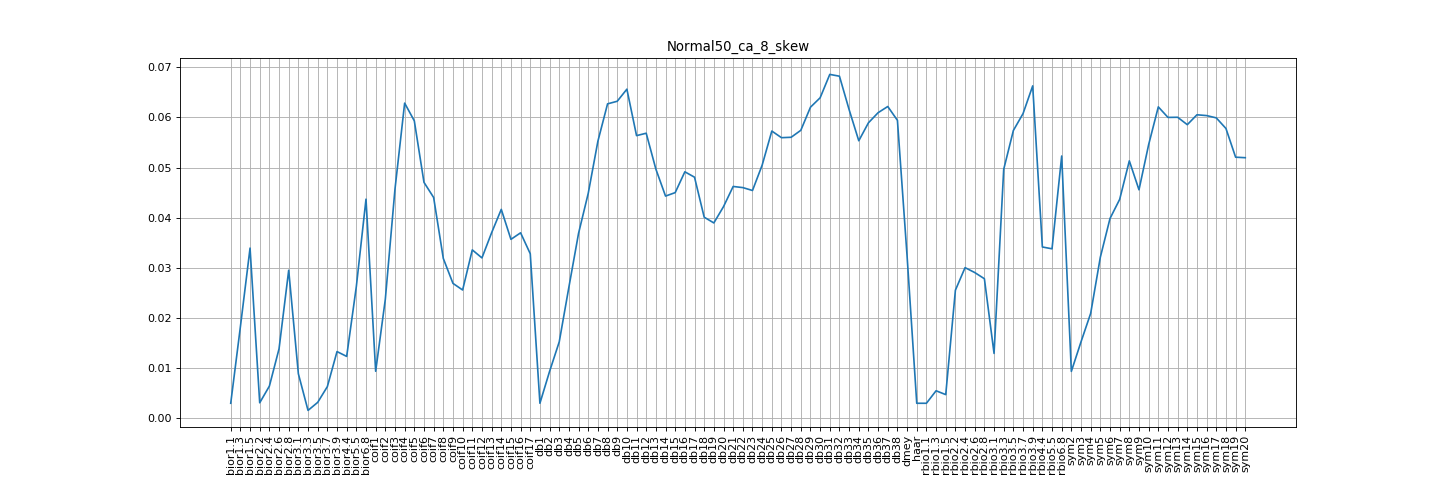 Normal50_ca_8_skew
0.07
0.06
0.05
0.04
0.03
0.02
0.01
0.00
bior1.1
bior1.3
bior1.5
bior2.2
bior2.4
bior2.6
bior2.8
bior3.1
bior3.3
bior3.5
bior3.7
bior3.9
bior4.4
bior5.5
bior6.8
coif1
coif2
coif3
coif4
coif5
coif6
coif7
coif8
coif9
coif10
coif11
coif12
coif13
coif14
coif15
coif16
coif17
db1
db2
db3
db4
db5
db6
db7
db8
db9
db10
db11
db12
db13
db14
db15
db16
db17
db18
db19
db20
db21
db22
db23
db24
db25
db26
db27
db28
db29
db30
db31
db32
db33
db34
db35
db36
db37
db38
dmey
haar
rbio1.1
rbio1.3
rbio1.5
rbio2.2
rbio2.4
rbio2.6
rbio2.8
rbio3.1
rbio3.3
rbio3.5
rbio3.7
rbio3.9
rbio4.4
rbio5.5
rbio6.8
sym2
sym3
sym4
sym5
sym6
sym7
sym8
sym9
sym10
sym11
sym12
sym13
sym14
sym15
sym16
sym17
sym18
sym19
sym20